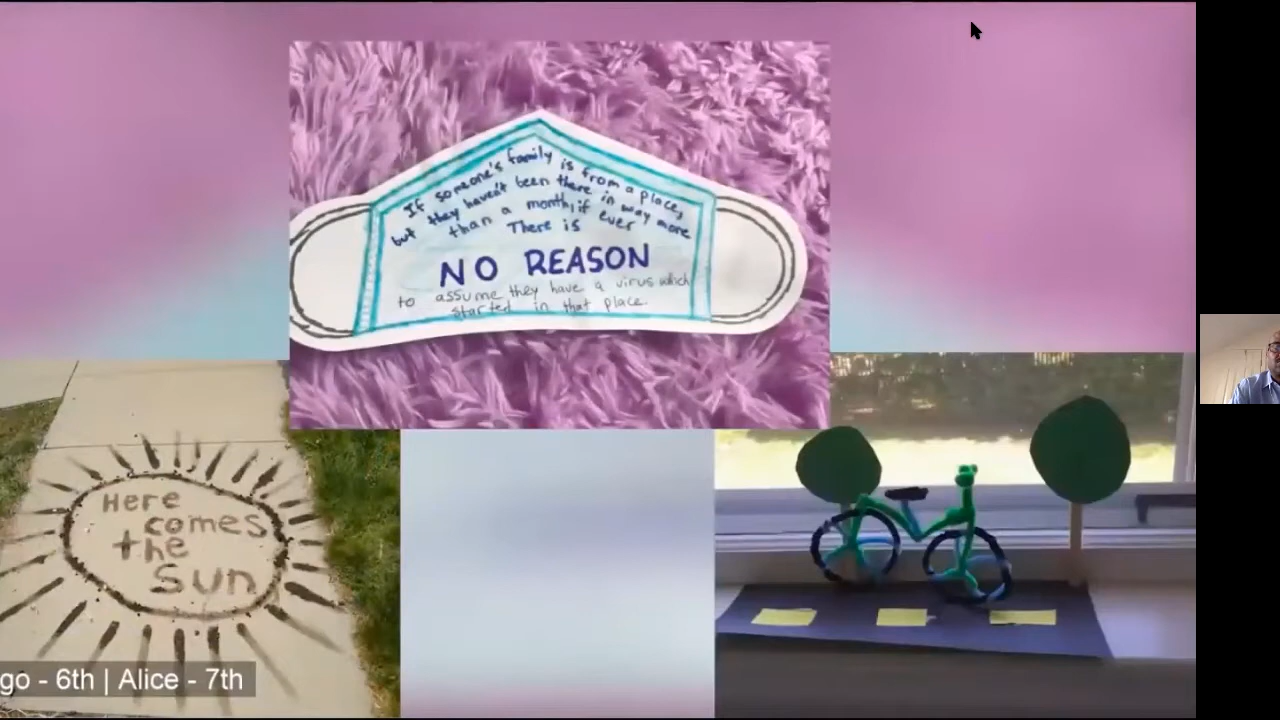 If someone's family is from a place,
but they haven't been there in way more
than a month, if ever
There is
NO REASON
to assume they have a virus which
started in that place.
Here
comes
the
Sun
go - 6th | Alice - 7th